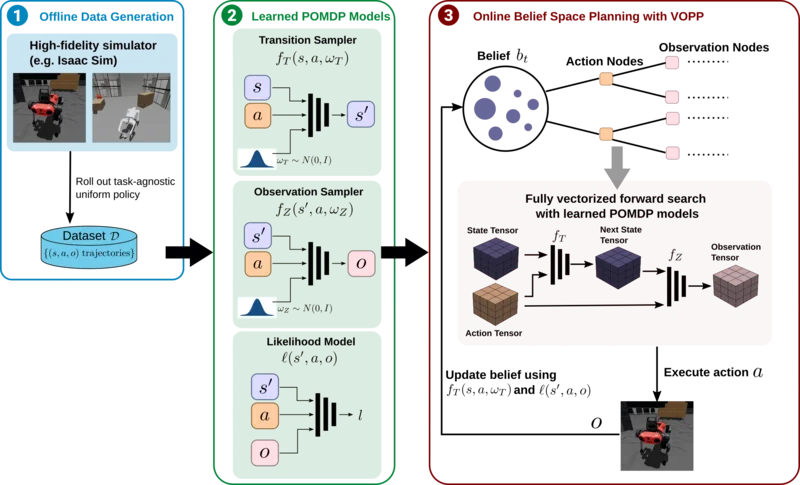 1 Offline Data Generation
High-fidelity simulator
(e.g. Isaac Sim)
Roll out task-agnostic
uniform policy
Dataset 𝒟
{(s, a, o) trajectories}
2 Learned POMDP Models
Transition Sampler
f_T(s, a, ω_T)
s
a
s′
ω_T ∼ N(0, I)
Observation Sampler
f_Z(s′, a, ω_Z)
s′
a
o
ω_Z ∼ N(0, I)
Likelihood Model
ℓ(s′, a, o)
s′
a
l
o
3 Online Belief Space Planning with VOPP
Observation Nodes
Belief b_t
Action Nodes
Fully vectorized forward search
with learned POMDP models
State Tensor
f_T
Next State
Tensor
f_Z
Observation
Tensor
Action Tensor
Update belief using
f_T(s, a, ω_T) and ℓ(s′, a, o)
Execute action a
o